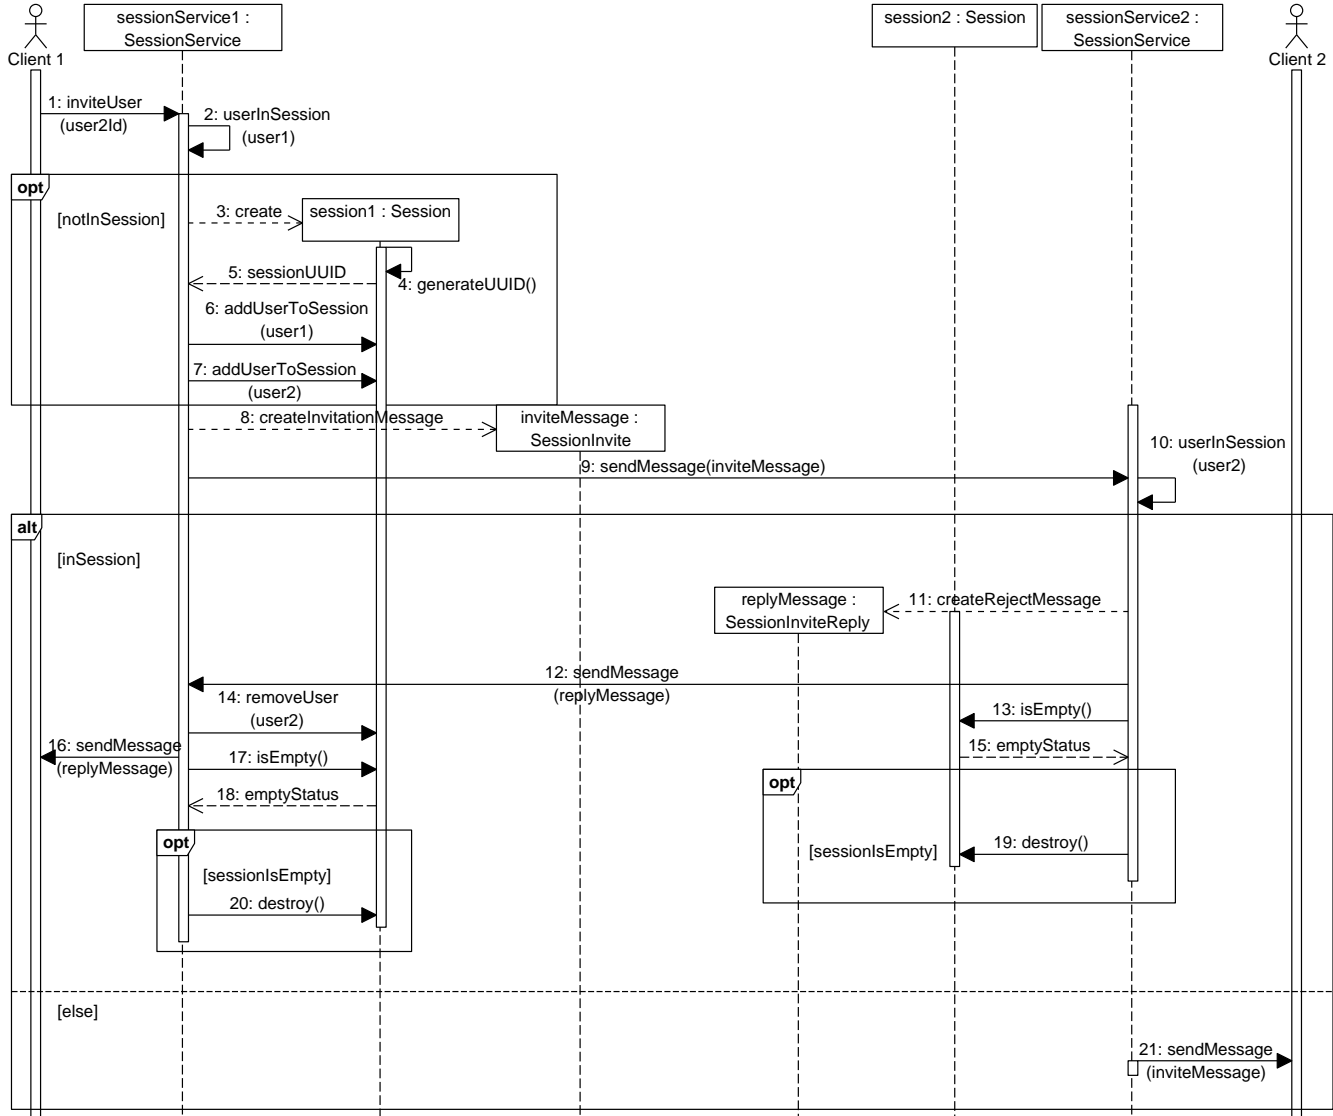 sessionService1 :
SessionService
session2 : Session
sessionService2 :
SessionService
Client 1
Client 2
1: inviteUser
(user2Id)
2: userInSession
(user1)
opt
[notInSession]
3: create
session1 : Session
4: generateUUID()
5: sessionUUID
6: addUserToSession
(user1)
7: addUserToSession
(user2)
8: createInvitationMessage
inviteMessage :
SessionInvite
9: sendMessage(inviteMessage)
10: userInSession
(user2)
alt
[inSession]
replyMessage :
SessionInviteReply
11: createRejectMessage
12: sendMessage
(replyMessage)
14: removeUser
(user2)
13: isEmpty()
16: sendMessage
(replyMessage)
15: emptyStatus
17: isEmpty()
18: emptyStatus
opt
[sessionIsEmpty]
19: destroy()
opt
[sessionIsEmpty]
20: destroy()
[else]
21: sendMessage
(inviteMessage)